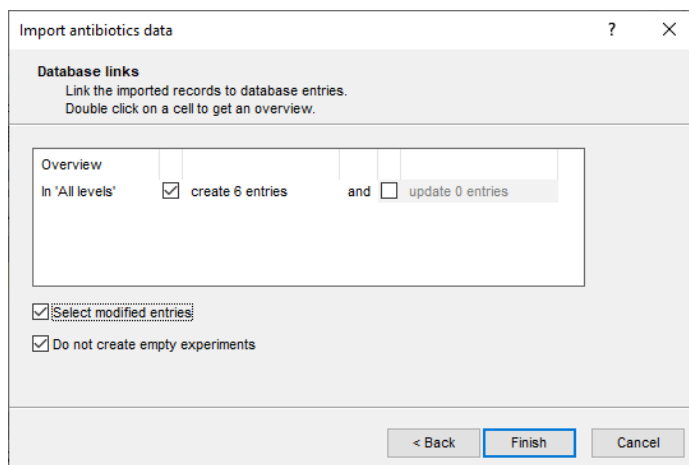 Import antibiotics data
?
Database links
Link the imported records to database entries.
Double click on a cell to get an overview.
Overview
In 'All levels' create 6 entries and update 0 entries
Select modified entries
Do not create empty experiments
< Back Finish Cancel